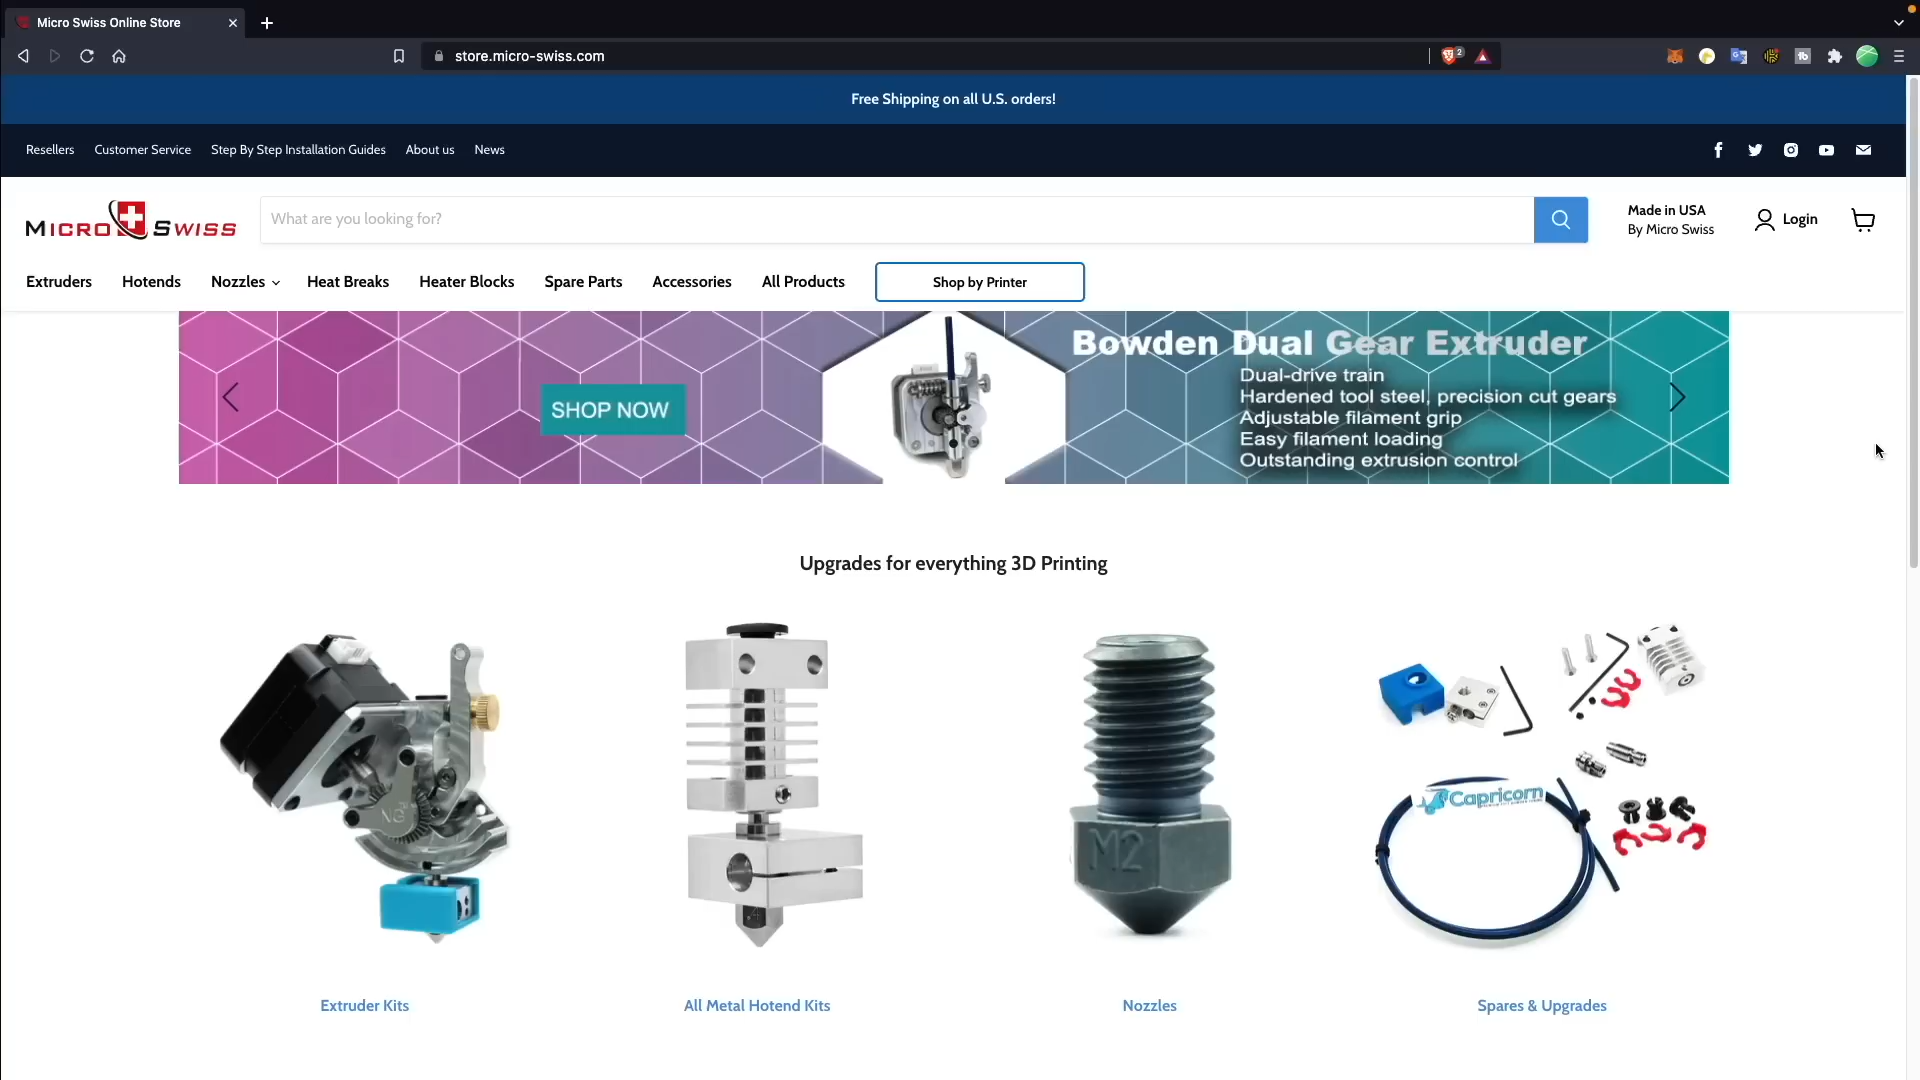 Micro Swiss Online Store
store.micro-swiss.com
2
Free Shipping on all U.S. orders!
Resellers Customer Service Step By Step Installation Guides About us News
MICRO SWISS
What are you looking for?
Made in USA
By Micro Swiss
Login
Extruders Hotends Nozzles Heat Breaks Heater Blocks Spare Parts Accessories All Products Shop by Printer
SHOP NOW
Bowden Dual Gear Extruder
Dual-drive train
Hardened tool steel, precision cut gears
Adjustable filament grip
Easy filament loading
Outstanding extrusion control
Upgrades for everything 3D Printing
NG
.4
M2
Capricorn
Extruder Kits
All Metal Hotend Kits
Nozzles
Spares & Upgrades